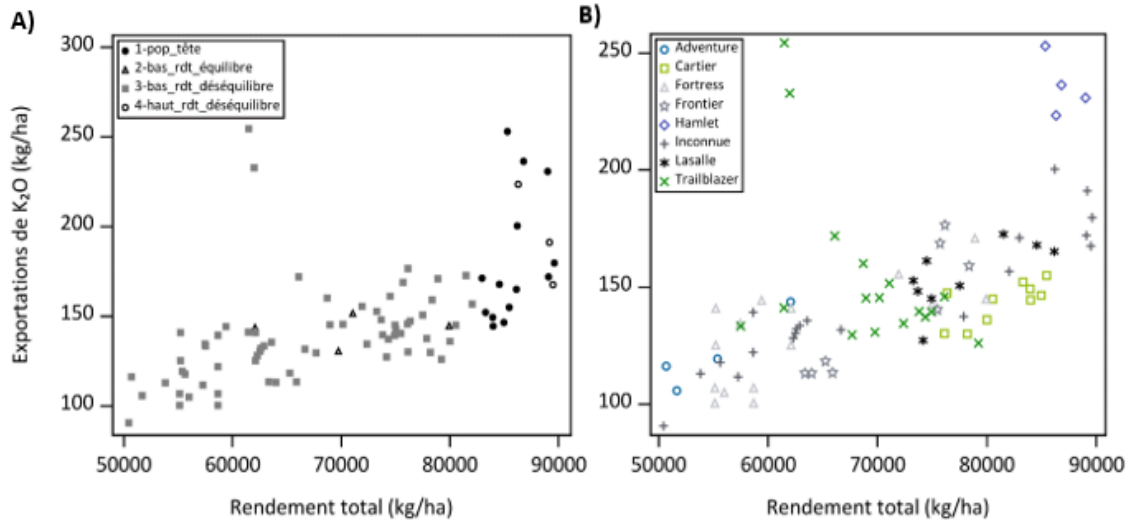 A)
Exportations de K₂O (kg/ha)
300
250
200
150
100
1-pop_tête
2-bas_rdt_équilibre
3-bas_rdt_déséquilibre
4-haut_rdt_déséquilibre
50000 60000 70000 80000 90000
Rendement total (kg/ha)
B)
250
200
150
100
Adventure
Cartier
Fortress
Frontier
Hamlet
Inconnue
Lasalle
Trailblazer
50000 60000 70000 80000 90000
Rendement total (kg/ha)